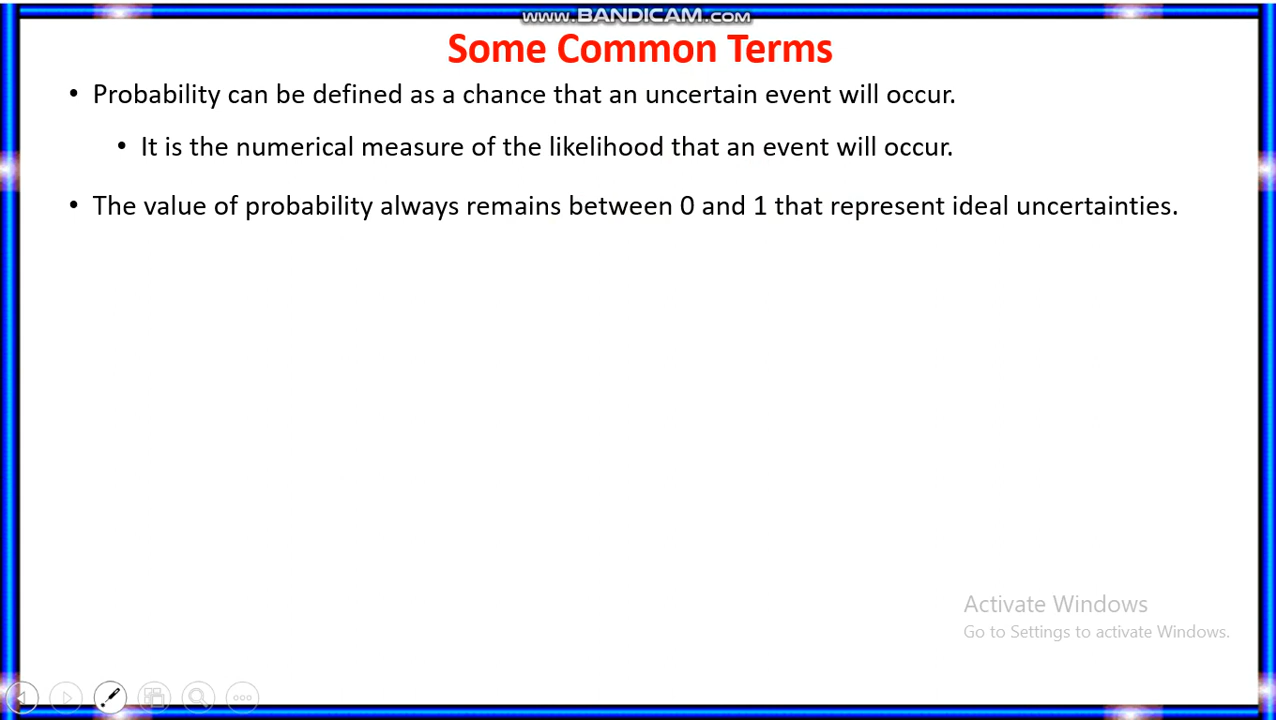 www.BANDICAM.com
Some Common Terms
• Probability can be defined as a chance that an uncertain event will occur.
• It is the numerical measure of the likelihood that an event will occur.
• The value of probability always remains between 0 and 1 that represent ideal uncertainties.
Activate Windows
Go to Settings to activate Windows.